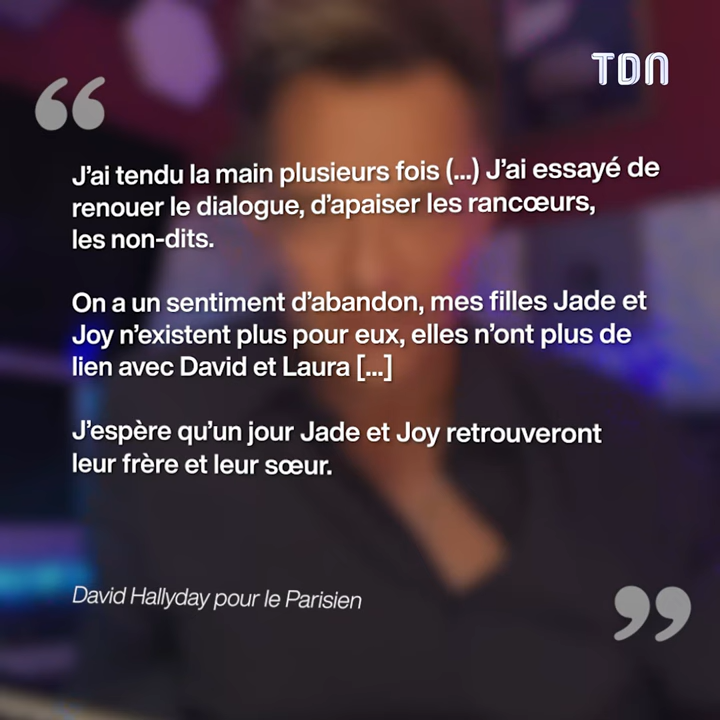 TDN
“
J’ai tendu la main plusieurs fois (...) J’ai essayé de
renouer le dialogue, d’apaiser les rancœurs,
les non-dits.
On a un sentiment d’abandon, mes filles Jade et
Joy n’existent plus pour eux, elles n’ont plus de
lien avec David et Laura [...]
J’espère qu’un jour Jade et Joy retrouveront
leur frère et leur sœur.
David Hallyday pour le Parisien
”